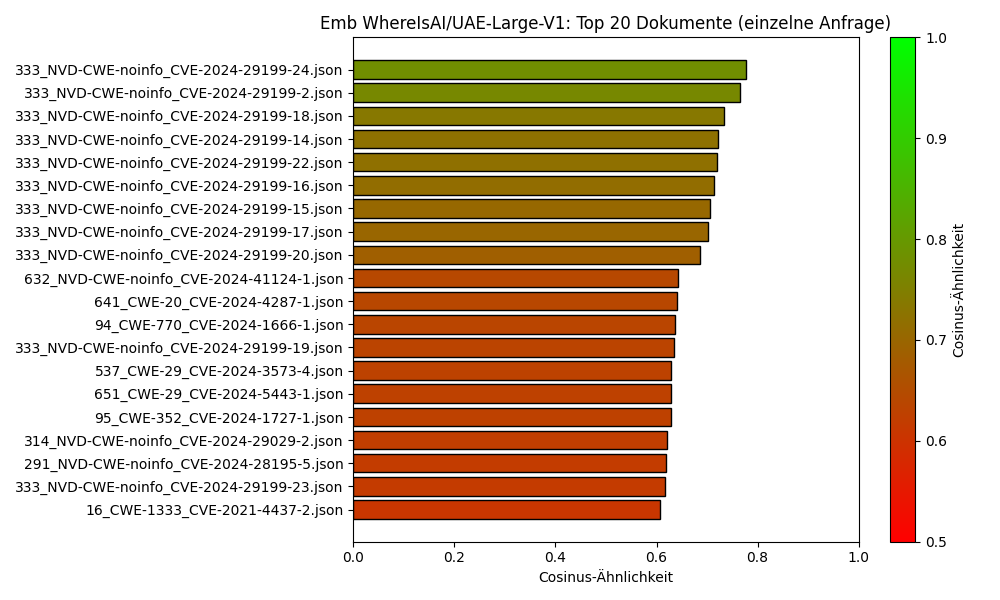 Emb WhereIsAI/UAE-Large-V1: Top 20 Dokumente (einzelne Anfrage)
333_NVD-CWE-noinfo_CVE-2024-29199-24.json
333_NVD-CWE-noinfo_CVE-2024-29199-2.json
333_NVD-CWE-noinfo_CVE-2024-29199-18.json
333_NVD-CWE-noinfo_CVE-2024-29199-14.json
333_NVD-CWE-noinfo_CVE-2024-29199-22.json
333_NVD-CWE-noinfo_CVE-2024-29199-16.json
333_NVD-CWE-noinfo_CVE-2024-29199-15.json
333_NVD-CWE-noinfo_CVE-2024-29199-17.json
333_NVD-CWE-noinfo_CVE-2024-29199-20.json
632_NVD-CWE-noinfo_CVE-2024-41124-1.json
641_CWE-20_CVE-2024-4287-1.json
94_CWE-770_CVE-2024-1666-1.json
333_NVD-CWE-noinfo_CVE-2024-29199-19.json
537_CWE-29_CVE-2024-3573-4.json
651_CWE-29_CVE-2024-5443-1.json
95_CWE-352_CVE-2024-1727-1.json
314_NVD-CWE-noinfo_CVE-2024-29029-2.json
291_NVD-CWE-noinfo_CVE-2024-28195-5.json
333_NVD-CWE-noinfo_CVE-2024-29199-23.json
16_CWE-1333_CVE-2021-4437-2.json
0.0 0.2 0.4 0.6 0.8 1.0
Cosinus-Ähnlichkeit
1.0
0.9
0.8
0.7
0.6
0.5
Cosinus-Ähnlichkeit